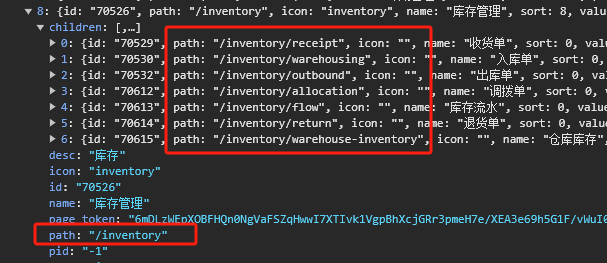 8: {id: "70526", path: "/inventory", icon: "inventory", name: "库存管理", sort: 8,
children: [,…]
0: {id: "70529", path: "/inventory/receipt", icon: "", name: "收货单", sort: 0, value
1: {id: "70530", path: "/inventory/warehousing", icon: "", name: "入库单", sort: 0,
2: {id: "70532", path: "/inventory/outbound", icon: "", name: "出库单", sort: 0, valu
3: {id: "70612", path: "/inventory/allocation", icon: "", name: "调拨单", sort: 0, v
4: {id: "70613", path: "/inventory/flow", icon: "", name: "库存流水", sort: 0, value
5: {id: "70614", path: "/inventory/return", icon: "", name: "退货单", sort: 0, value
6: {id: "70615", path: "/inventory/warehouse-inventory", icon: "", name: "仓库库存",
desc: "库存"
icon: "inventory"
id: "70526"
name: "库存管理"
page_token: "6mDLzWEpXOBFHQn0NgVaFSZqHwwI7XTIvk1VgpBhXcjGRr3pmeH7e/XEA3e69h5G1F/vWuI0
path: "/inventory"
pid: "-1"